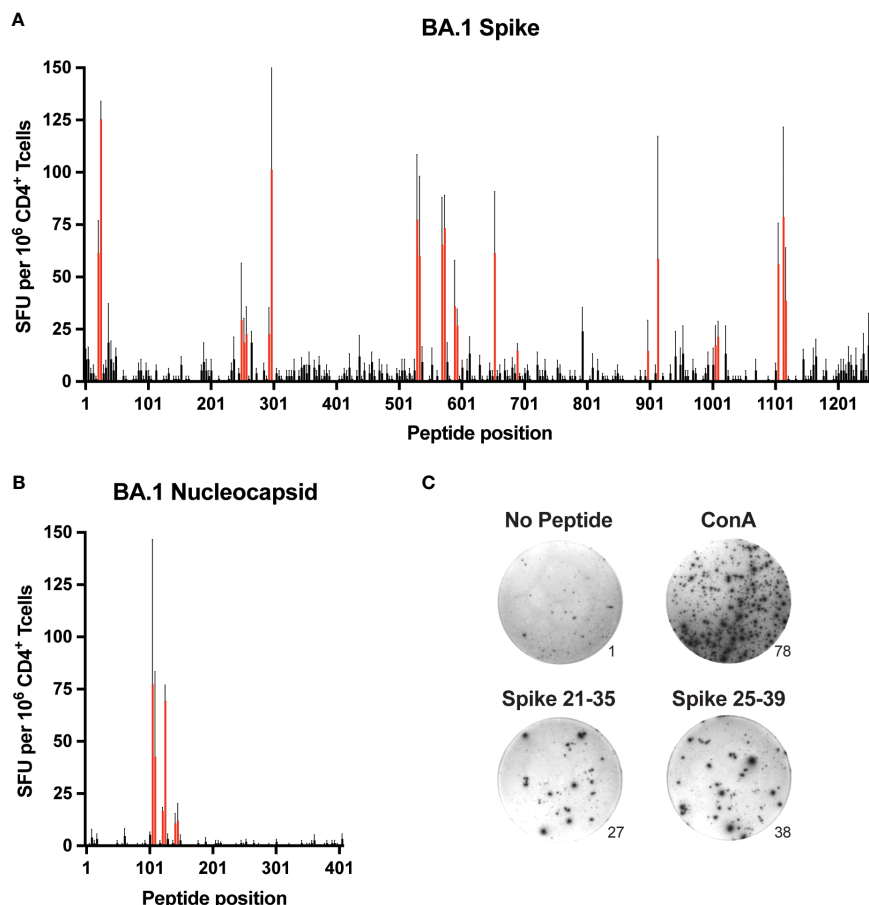 A
BA.1 Spike
SFU per 10⁶ CD4⁺ Tcells
150
125
100
75
50
25
0
1 101 201 301 401 501 601 701 801 901 1001 1101 1201
Peptide position
B
BA.1 Nucleocapsid
SFU per 10⁶ CD4⁺ Tcells
150
125
100
75
50
25
0
1 101 201 301 401
Peptide position
C
No Peptide ConA
1 78
Spike 21-35 Spike 25-39
27 38